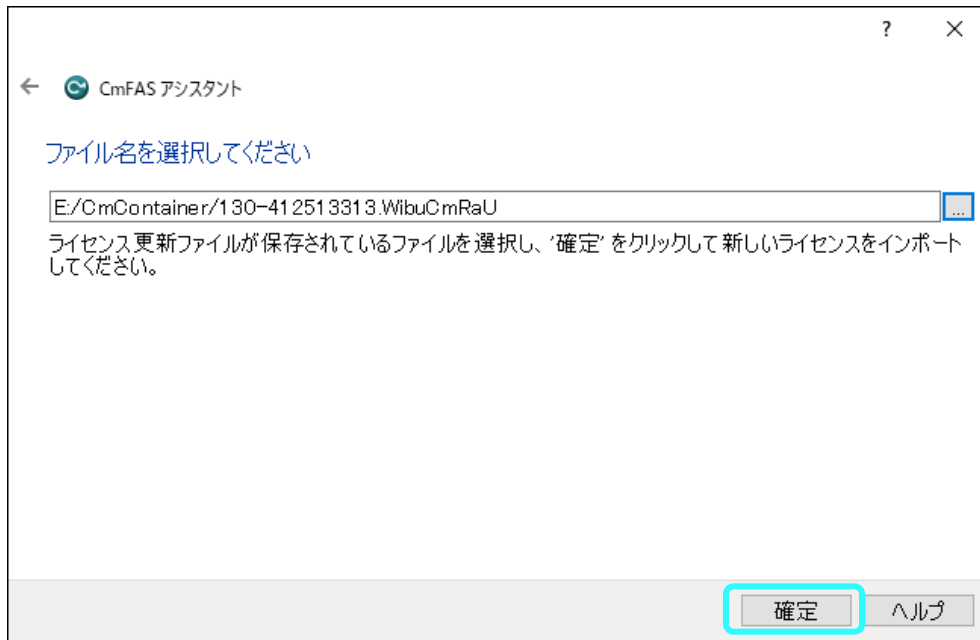 ?
CmFAS アシスタント
ファイル名を選択してください
E:/CmContainer/130-412513313.WibuCmRaU
...
ライセンス更新ファイルが保存されているファイルを選択し、'確定' をクリックして新しいライセンスをインポート
してください。
確定
ヘルプ